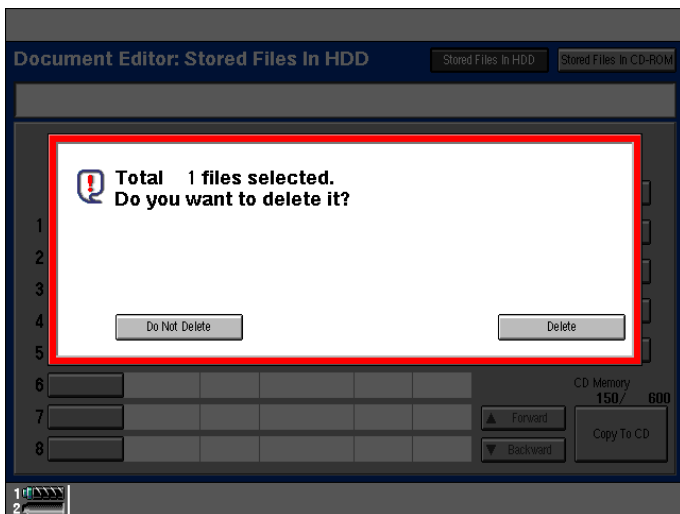 Document Editor: Stored Files In HDD
Stored Files In HDD
Stored Files In CD-ROM
Total 1 files selected.
Do you want to delete it?
Do Not Delete
Delete
1
2
3
4
5
6
7
8
CD Memory
150/ 600
▲ Forward
▼ Backward
Copy To CD
1
2